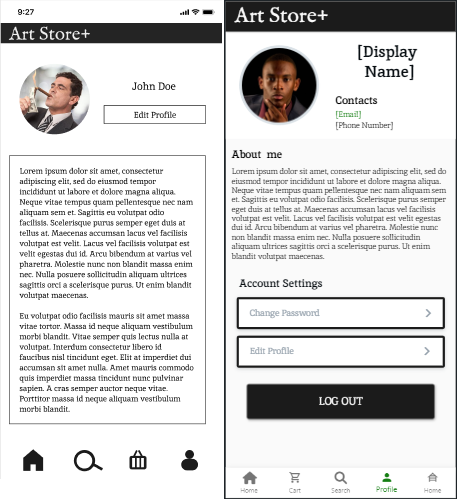 9:27
Art Store+
John Doe
Edit Profile
Lorem ipsum dolor sit amet, consectetur
adipiscing elit, sed do eiusmod tempor
incididunt ut labore et dolore magna aliqua.
Neque vitae tempus quam pellentesque nec nam
aliquam sem et. Sagittis eu volutpat odio
facilisis. Scelerisque purus semper eget duis at
tellus at. Maecenas accumsan lacus vel facilisis
volutpat est velit. Lacus vel facilisis volutpat est
velit egestas dui id. Arcu bibendum at varius vel
pharetra. Molestie nunc non blandit massa enim
nec. Nulla posuere sollicitudin aliquam ultrices
sagittis orci a scelerisque purus. Ut enim blandit
volutpat maecenas.
Eu volutpat odio facilisis mauris sit amet massa
vitae tortor. Massa id neque aliquam vestibulum
morbi blandit. Vitae semper quis lectus nulla at
volutpat. Interdum consectetur libero id
faucibus nisl tincidunt eget. Elit at imperdiet dui
accumsan sit amet nulla. Amet mauris commodo
quis imperdiet massa tincidunt nunc pulvinar
sapien. A cras semper auctor neque vitae.
Porttitor massa id neque aliquam vestibulum
morbi blandit.
Art Store+
[Display
Name]
Contacts
[Email]
[Phone Number]
About me
Lorem ipsum dolor sit amet, consectetur adipiscing elit, sed do
eiusmod tempor incididunt ut labore et dolore magna aliqua.
Neque vitae tempus quam pellentesque nec nam aliquam sem
et. Sagittis eu volutpat odio facilisis. Scelerisque purus semper
eget duis at tellus at. Maecenas accumsan lacus vel facilisis
volutpat est velit. Lacus vel facilisis volutpat est velit egestas
dui id. Arcu bibendum at varius vel pharetra. Molestie nunc
non blandit massa enim nec. Nulla posuere sollicitudin
aliquam ultrices sagittis orci a scelerisque purus. Ut enim
blandit volutpat maecenas.
Account Settings
Change Password
Edit Profile
LOG OUT
Home
Cart
Search
Profile
Home